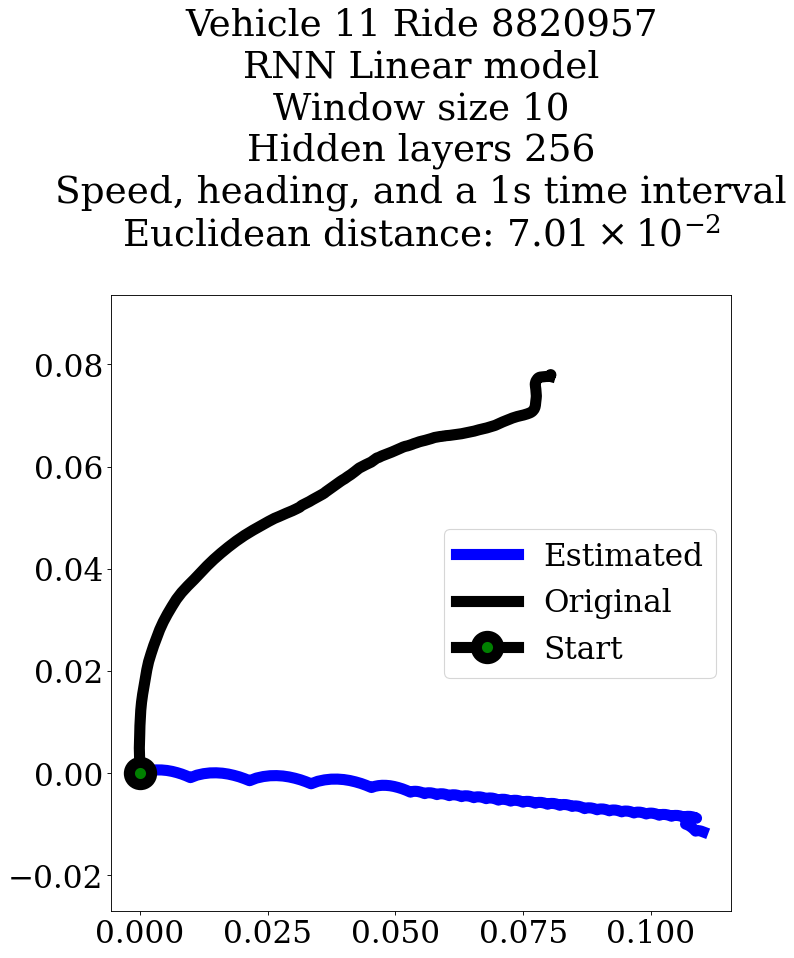 Vehicle 11 Ride 8820957
RNN Linear model
Window size 10
Hidden layers 256
Speed, heading, and a 1s time interval
Euclidean distance: 7.01 × 10⁻²
0.08
0.06
0.04
0.02
0.00
−0.02
Estimated
Original
Start
0.000 0.025 0.050 0.075 0.100